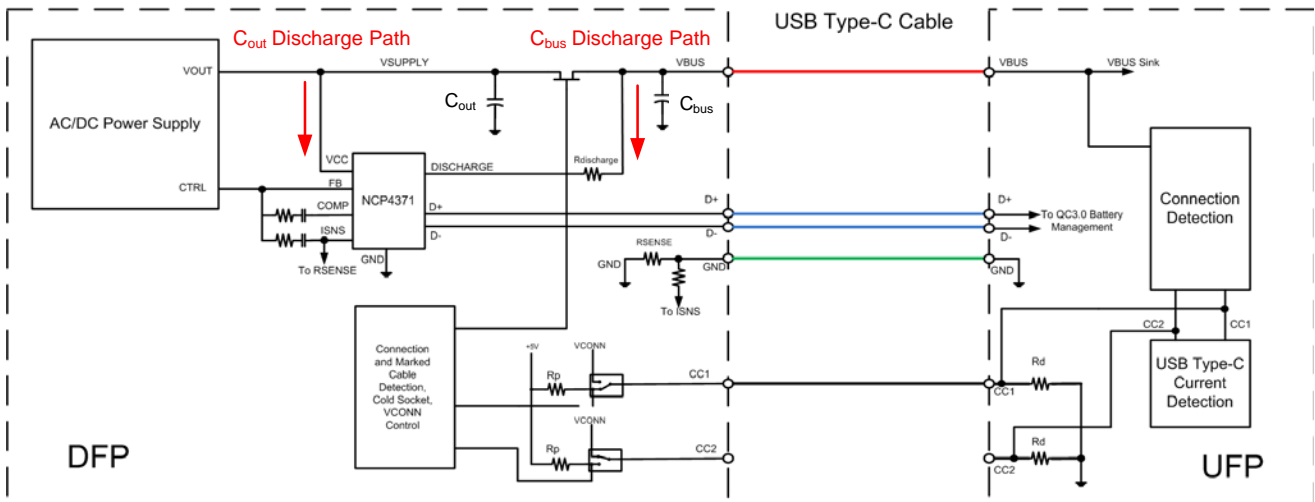 USB Type-C Cable
Cout Discharge Path
Cbus Discharge Path
VOUT
VSUPPLY
VBUS
VBUS
VBUS Sink
AC/DC Power Supply
Cout
Cbus
VCC
DISCHARGE
Rdischarge
CTRL
FB
NCP4371
COMP
D+
D+
D+
ISNS
D-
D-
D-
To QC3.0 Battery
Management
Connection
Detection
GND
To RSENSE
RSENSE
GND
GND
GND
To ISNS
CC2
CC1
Connection
and Marked
Cable
Detection,
Cold Socket,
VCONN
Control
+5V
VCONN
Rp
CC1
CC1
Rd
USB Type-C
Current
Detection
VCONN
Rp
CC2
CC2
Rd
DFP
UFP